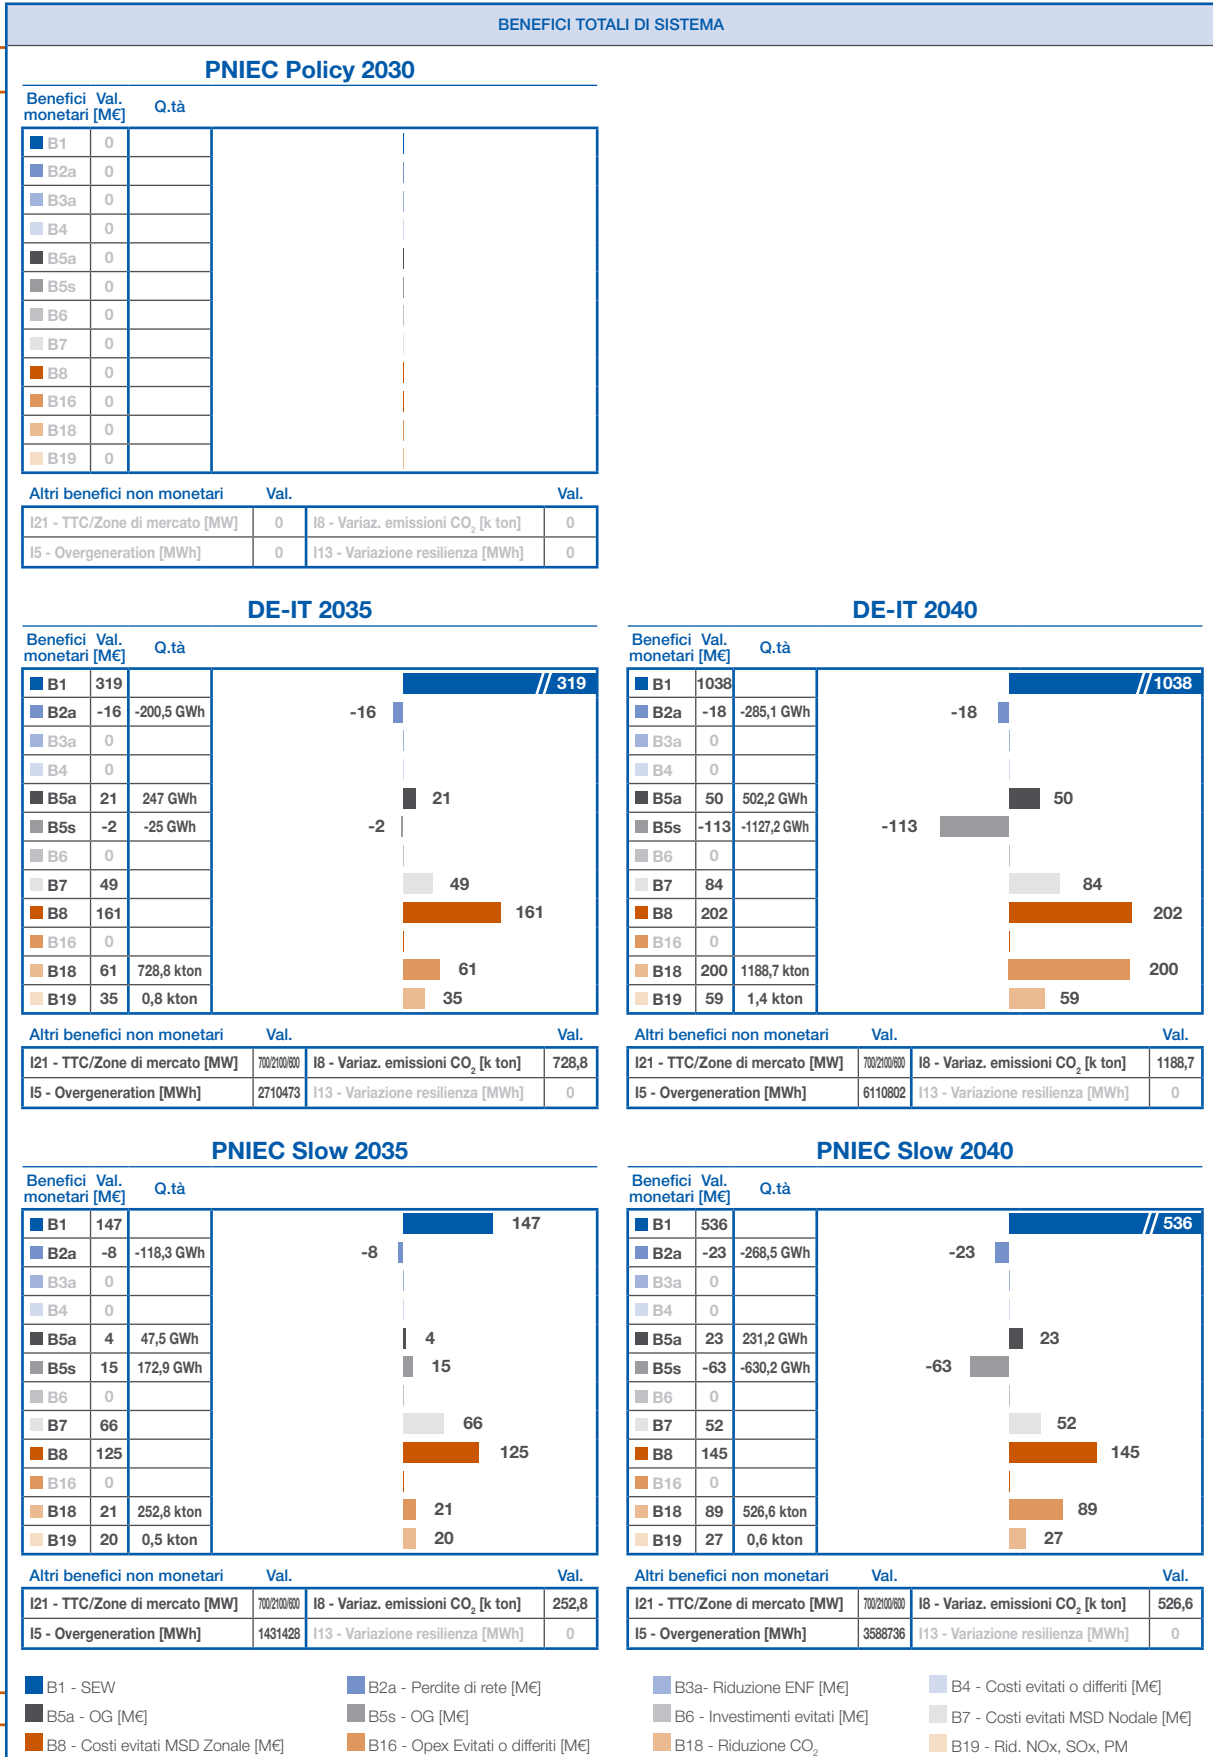 BENEFICI TOTALI DI SISTEMA
PNIEC Policy 2030
Benefici monetari Val. [M€] Q.tà
B1 0
B2a 0
B3a 0
B4 0
B5a 0
B5s 0
B6 0
B7 0
B8 0
B16 0
B18 0
B19 0
Altri benefici non monetari Val. Val.
I21 - TTC/Zone di mercato [MW] 0 I8 - Variaz. emissioni CO₂ [k ton] 0
I5 - Overgeneration [MWh] 0 I13 - Variazione resilienza [MWh] 0
DE-IT 2035
Benefici monetari Val. [M€] Q.tà
B1 319 319
B2a -16 -200,5 GWh -16
B3a 0
B4 0
B5a 21 247 GWh 21
B5s -2 -25 GWh -2
B6 0
B7 49 49
B8 161 161
B16 0
B18 61 728,8 kton 61
B19 35 0,8 kton 35
Altri benefici non monetari Val. Val.
I21 - TTC/Zone di mercato [MW] 700/2100/600 I8 - Variaz. emissioni CO₂ [k ton] 728,8
I5 - Overgeneration [MWh] 2710473 I13 - Variazione resilienza [MWh] 0
DE-IT 2040
Benefici monetari Val. [M€] Q.tà
B1 1038 1038
B2a -18 -285,1 GWh -18
B3a 0
B4 0
B5a 50 502,2 GWh 50
B5s -113 -1127,2 GWh -113
B6 0
B7 84 84
B8 202 202
B16 0
B18 200 1188,7 kton 200
B19 59 1,4 kton 59
Altri benefici non monetari Val. Val.
I21 - TTC/Zone di mercato [MW] 700/2100/600 I8 - Variaz. emissioni CO₂ [k ton] 1188,7
I5 - Overgeneration [MWh] 6110802 I13 - Variazione resilienza [MWh] 0
PNIEC Slow 2035
Benefici monetari Val. [M€] Q.tà
B1 147 147
B2a -8 -118,3 GWh -8
B3a 0
B4 0
B5a 4 47,5 GWh 4
B5s 15 172,9 GWh 15
B6 0
B7 66 66
B8 125 125
B16 0
B18 21 252,8 kton 21
B19 20 0,5 kton 20
Altri benefici non monetari Val. Val.
I21 - TTC/Zone di mercato [MW] 700/2100/600 I8 - Variaz. emissioni CO₂ [k ton] 252,8
I5 - Overgeneration [MWh] 1431428 I13 - Variazione resilienza [MWh] 0
PNIEC Slow 2040
Benefici monetari Val. [M€] Q.tà
B1 536 536
B2a -23 -268,5 GWh -23
B3a 0
B4 0
B5a 23 231,2 GWh 23
B5s -63 -630,2 GWh -63
B6 0
B7 52 52
B8 145 145
B16 0
B18 89 526,6 kton 89
B19 27 0,6 kton 27
Altri benefici non monetari Val. Val.
I21 - TTC/Zone di mercato [MW] 700/2100/600 I8 - Variaz. emissioni CO₂ [k ton] 526,6
I5 - Overgeneration [MWh] 3588736 I13 - Variazione resilienza [MWh] 0
B1 - SEW B2a - Perdite di rete [M€] B3a- Riduzione ENF [M€] B4 - Costi evitati o differiti [M€]
B5a - OG [M€] B5s - OG [M€] B6 - Investimenti evitati [M€] B7 - Costi evitati MSD Nodale [M€]
B8 - Costi evitati MSD Zonale [M€] B16 - Opex Evitati o differiti [M€] B18 - Riduzione CO₂ B19 - Rid. NOx, SOx, PM